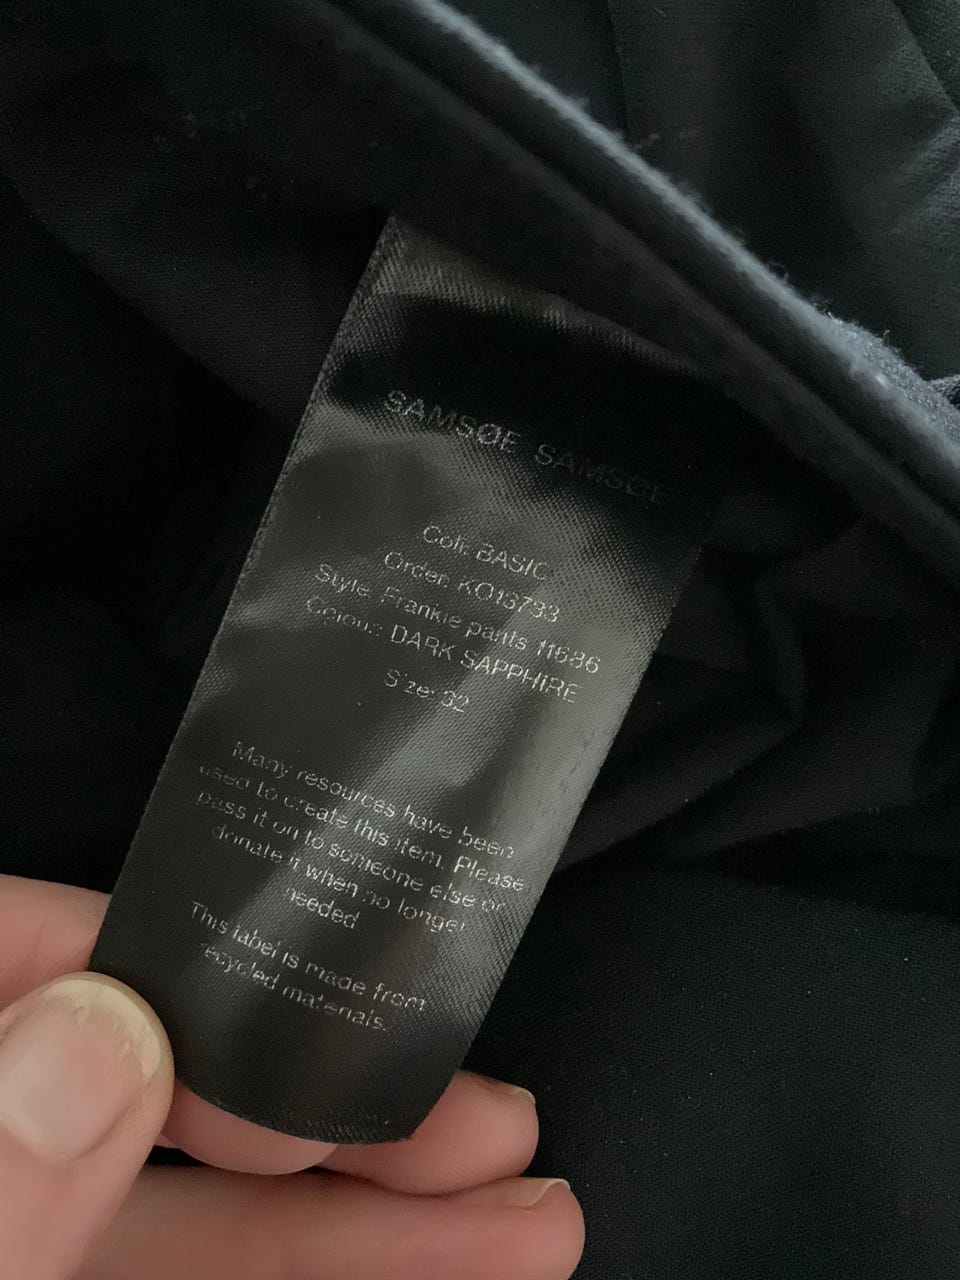 SAMSØE SAMSØE
Coll: BASIC
Order: KO13793
Style: Frankie pants 11686
Colour: DARK SAPPHIRE
Size: 32
Many resources have been
used to create this item. Please
pass it on to someone else or
donate it when no longer
needed
This label is made from
recycled materials.